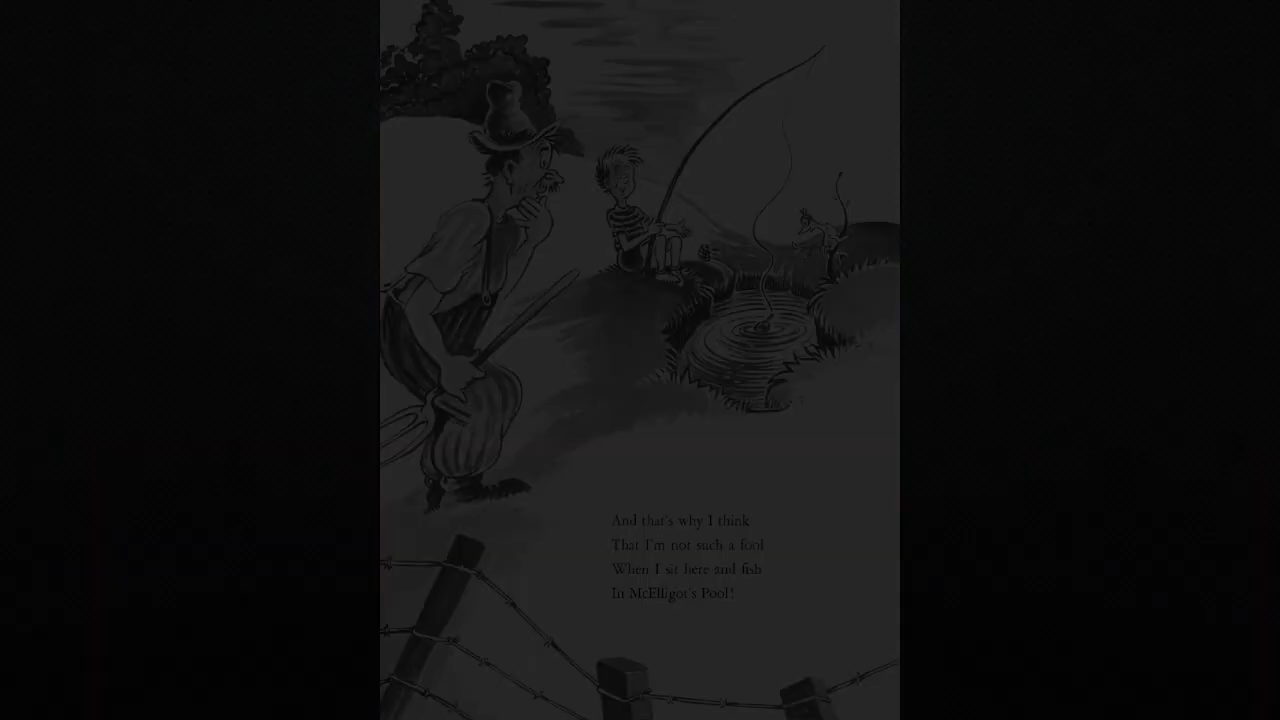 And that's why I think
That I'm not such a fool
When I sit here and fish
In McElligot's Pool!